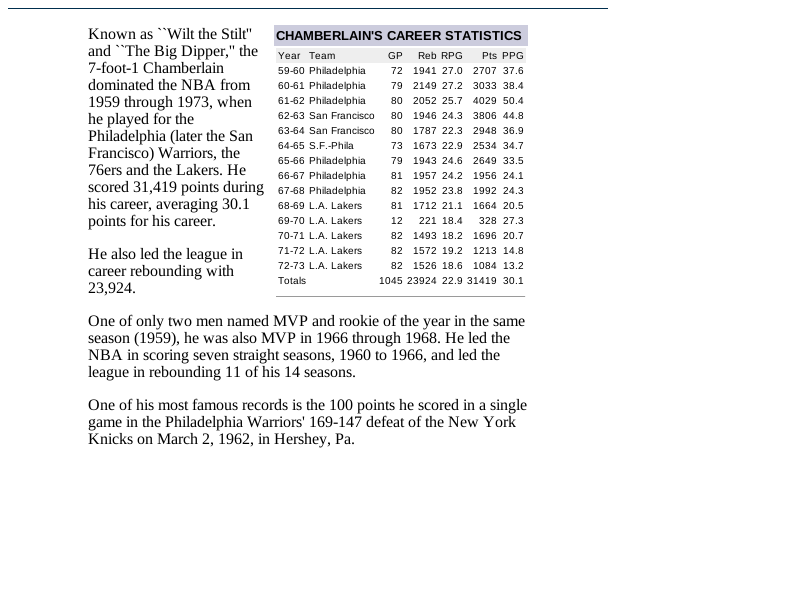 Known as ``Wilt the Stilt''
and ``The Big Dipper,'' the
7-foot-1 Chamberlain
dominated the NBA from
1959 through 1973, when
he played for the
Philadelphia (later the San
Francisco) Warriors, the
76ers and the Lakers. He
scored 31,419 points during
his career, averaging 30.1
points for his career.
He also led the league in
career rebounding with
23,924.
CHAMBERLAIN'S CAREER STATISTICS
Year Team GP Reb RPG Pts PPG
59-60 Philadelphia 72 1941 27.0 2707 37.6
60-61 Philadelphia 79 2149 27.2 3033 38.4
61-62 Philadelphia 80 2052 25.7 4029 50.4
62-63 San Francisco 80 1946 24.3 3806 44.8
63-64 San Francisco 80 1787 22.3 2948 36.9
64-65 S.F.-Phila 73 1673 22.9 2534 34.7
65-66 Philadelphia 79 1943 24.6 2649 33.5
66-67 Philadelphia 81 1957 24.2 1956 24.1
67-68 Philadelphia 82 1952 23.8 1992 24.3
68-69 L.A. Lakers 81 1712 21.1 1664 20.5
69-70 L.A. Lakers 12 221 18.4 328 27.3
70-71 L.A. Lakers 82 1493 18.2 1696 20.7
71-72 L.A. Lakers 82 1572 19.2 1213 14.8
72-73 L.A. Lakers 82 1526 18.6 1084 13.2
Totals 1045 23924 22.9 31419 30.1
One of only two men named MVP and rookie of the year in the same
season (1959), he was also MVP in 1966 through 1968. He led the
NBA in scoring seven straight seasons, 1960 to 1966, and led the
league in rebounding 11 of his 14 seasons.
One of his most famous records is the 100 points he scored in a single
game in the Philadelphia Warriors' 169-147 defeat of the New York
Knicks on March 2, 1962, in Hershey, Pa.